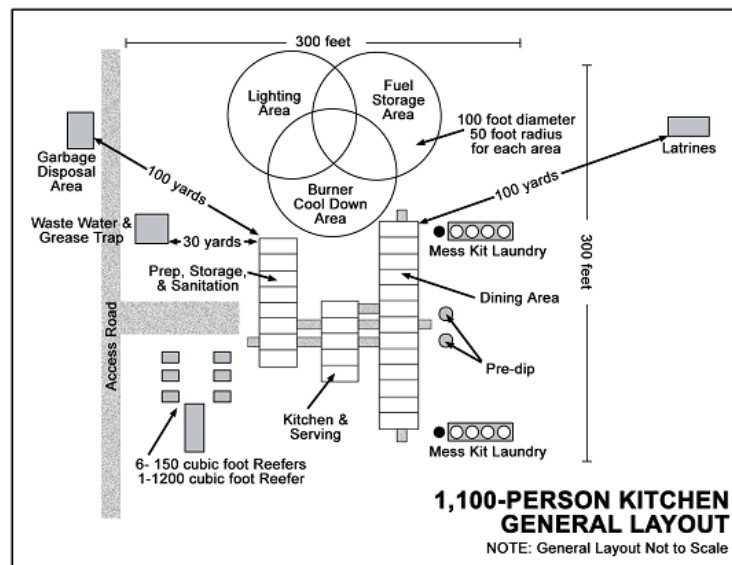 300 feet
Lighting
Area
Fuel
Storage
Area
100 foot diameter
50 foot radius
for each area
Burner
Cool Down
Area
Garbage
Disposal
Area
100 yards
100 yards
Latrines
Waste Water &
Grease Trap
30 yards
Mess Kit Laundry
Prep, Storage,
& Sanitation
Dining Area
300 feet
Access Road
Pre-dip
Kitchen &
Serving
Mess Kit Laundry
6- 150 cubic foot Reefers
1-1200 cubic foot Reefer
1,100-PERSON KITCHEN
GENERAL LAYOUT
NOTE: General Layout Not to Scale